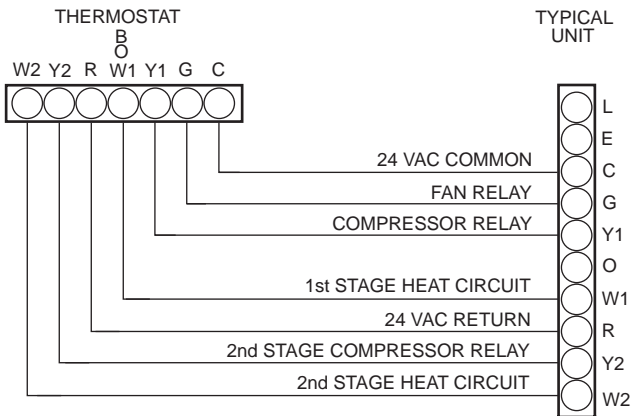 THERMOSTAT
TYPICAL
UNIT
B
O
W2 Y2 R W1 Y1 G C
L
E
24 VAC COMMON C
FAN RELAY G
COMPRESSOR RELAY Y1
O
1st STAGE HEAT CIRCUIT W1
24 VAC RETURN R
2nd STAGE COMPRESSOR RELAY Y2
2nd STAGE HEAT CIRCUIT W2